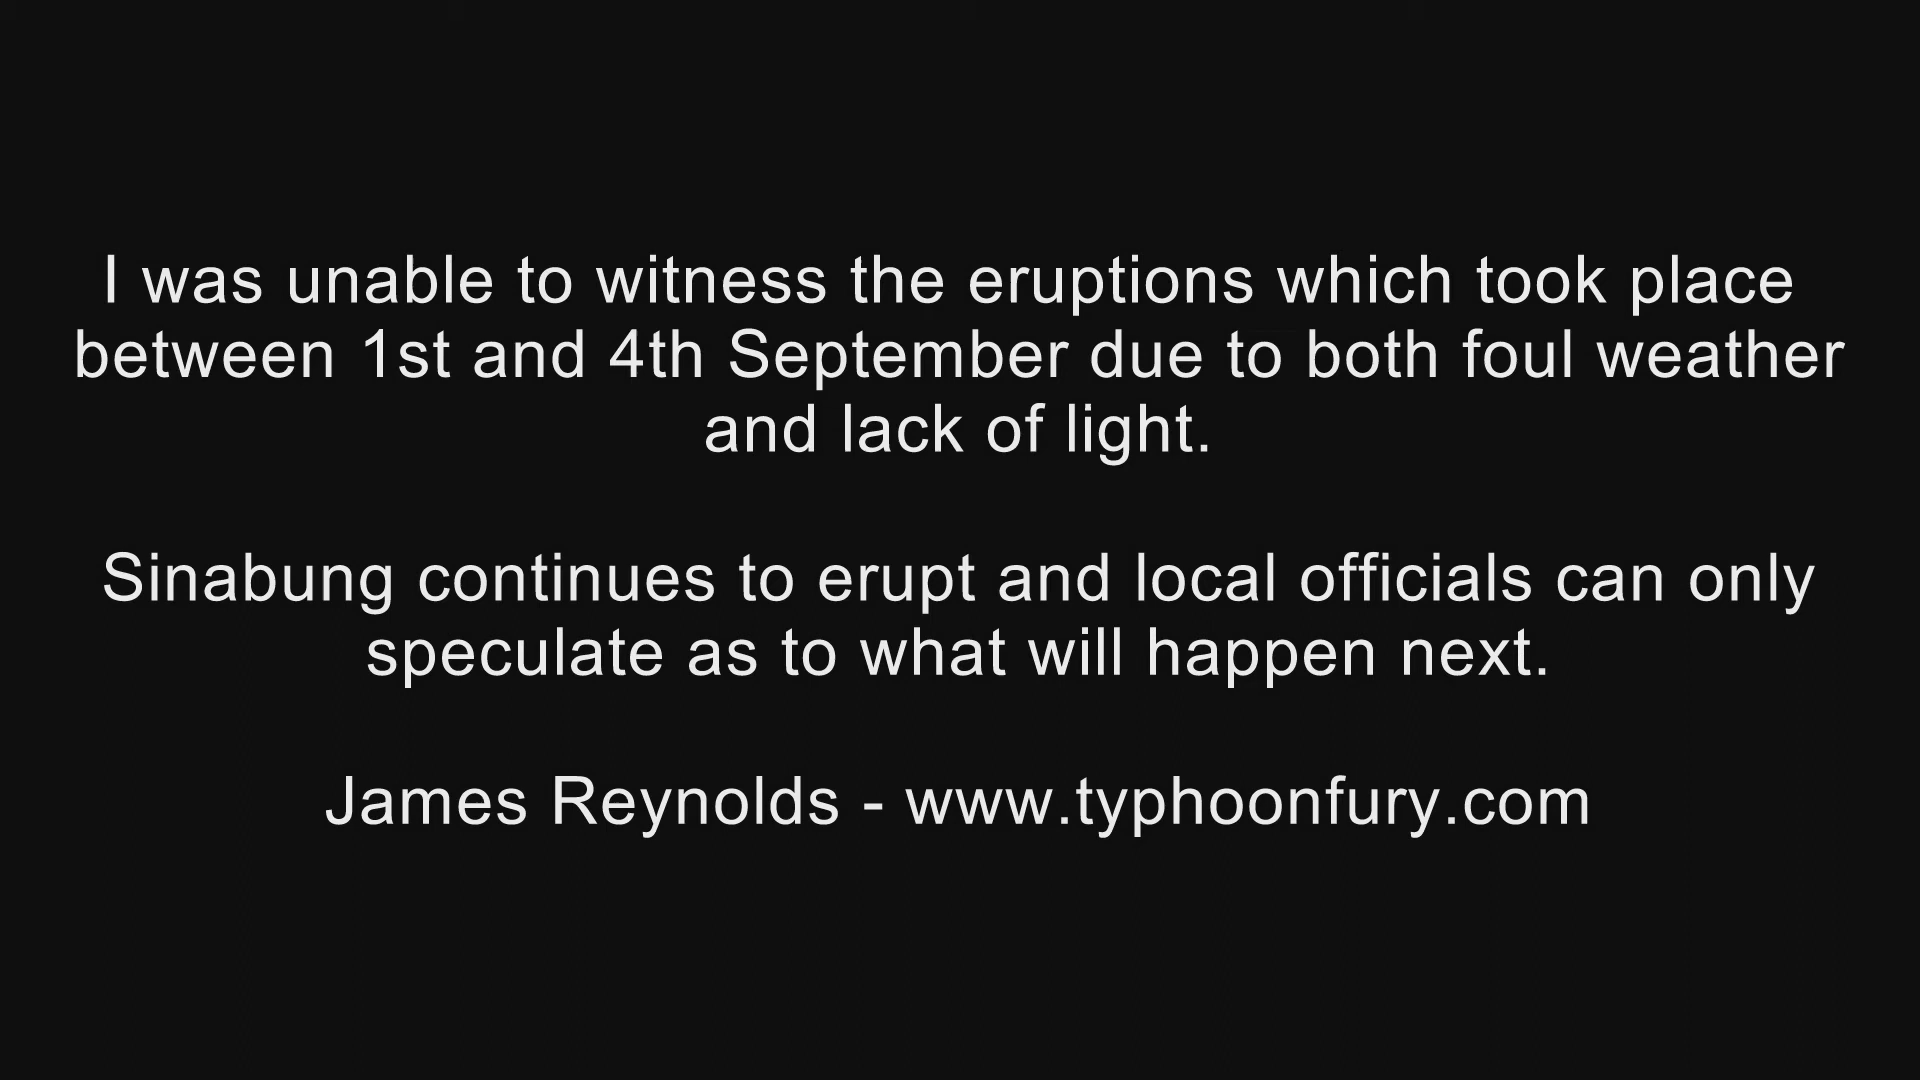 I was unable to witness the eruptions which took place
between 1st and 4th September due to both foul weather
and lack of light.
Sinabung continues to erupt and local officials can only
speculate as to what will happen next.
James Reynolds - www.typhoonfury.com